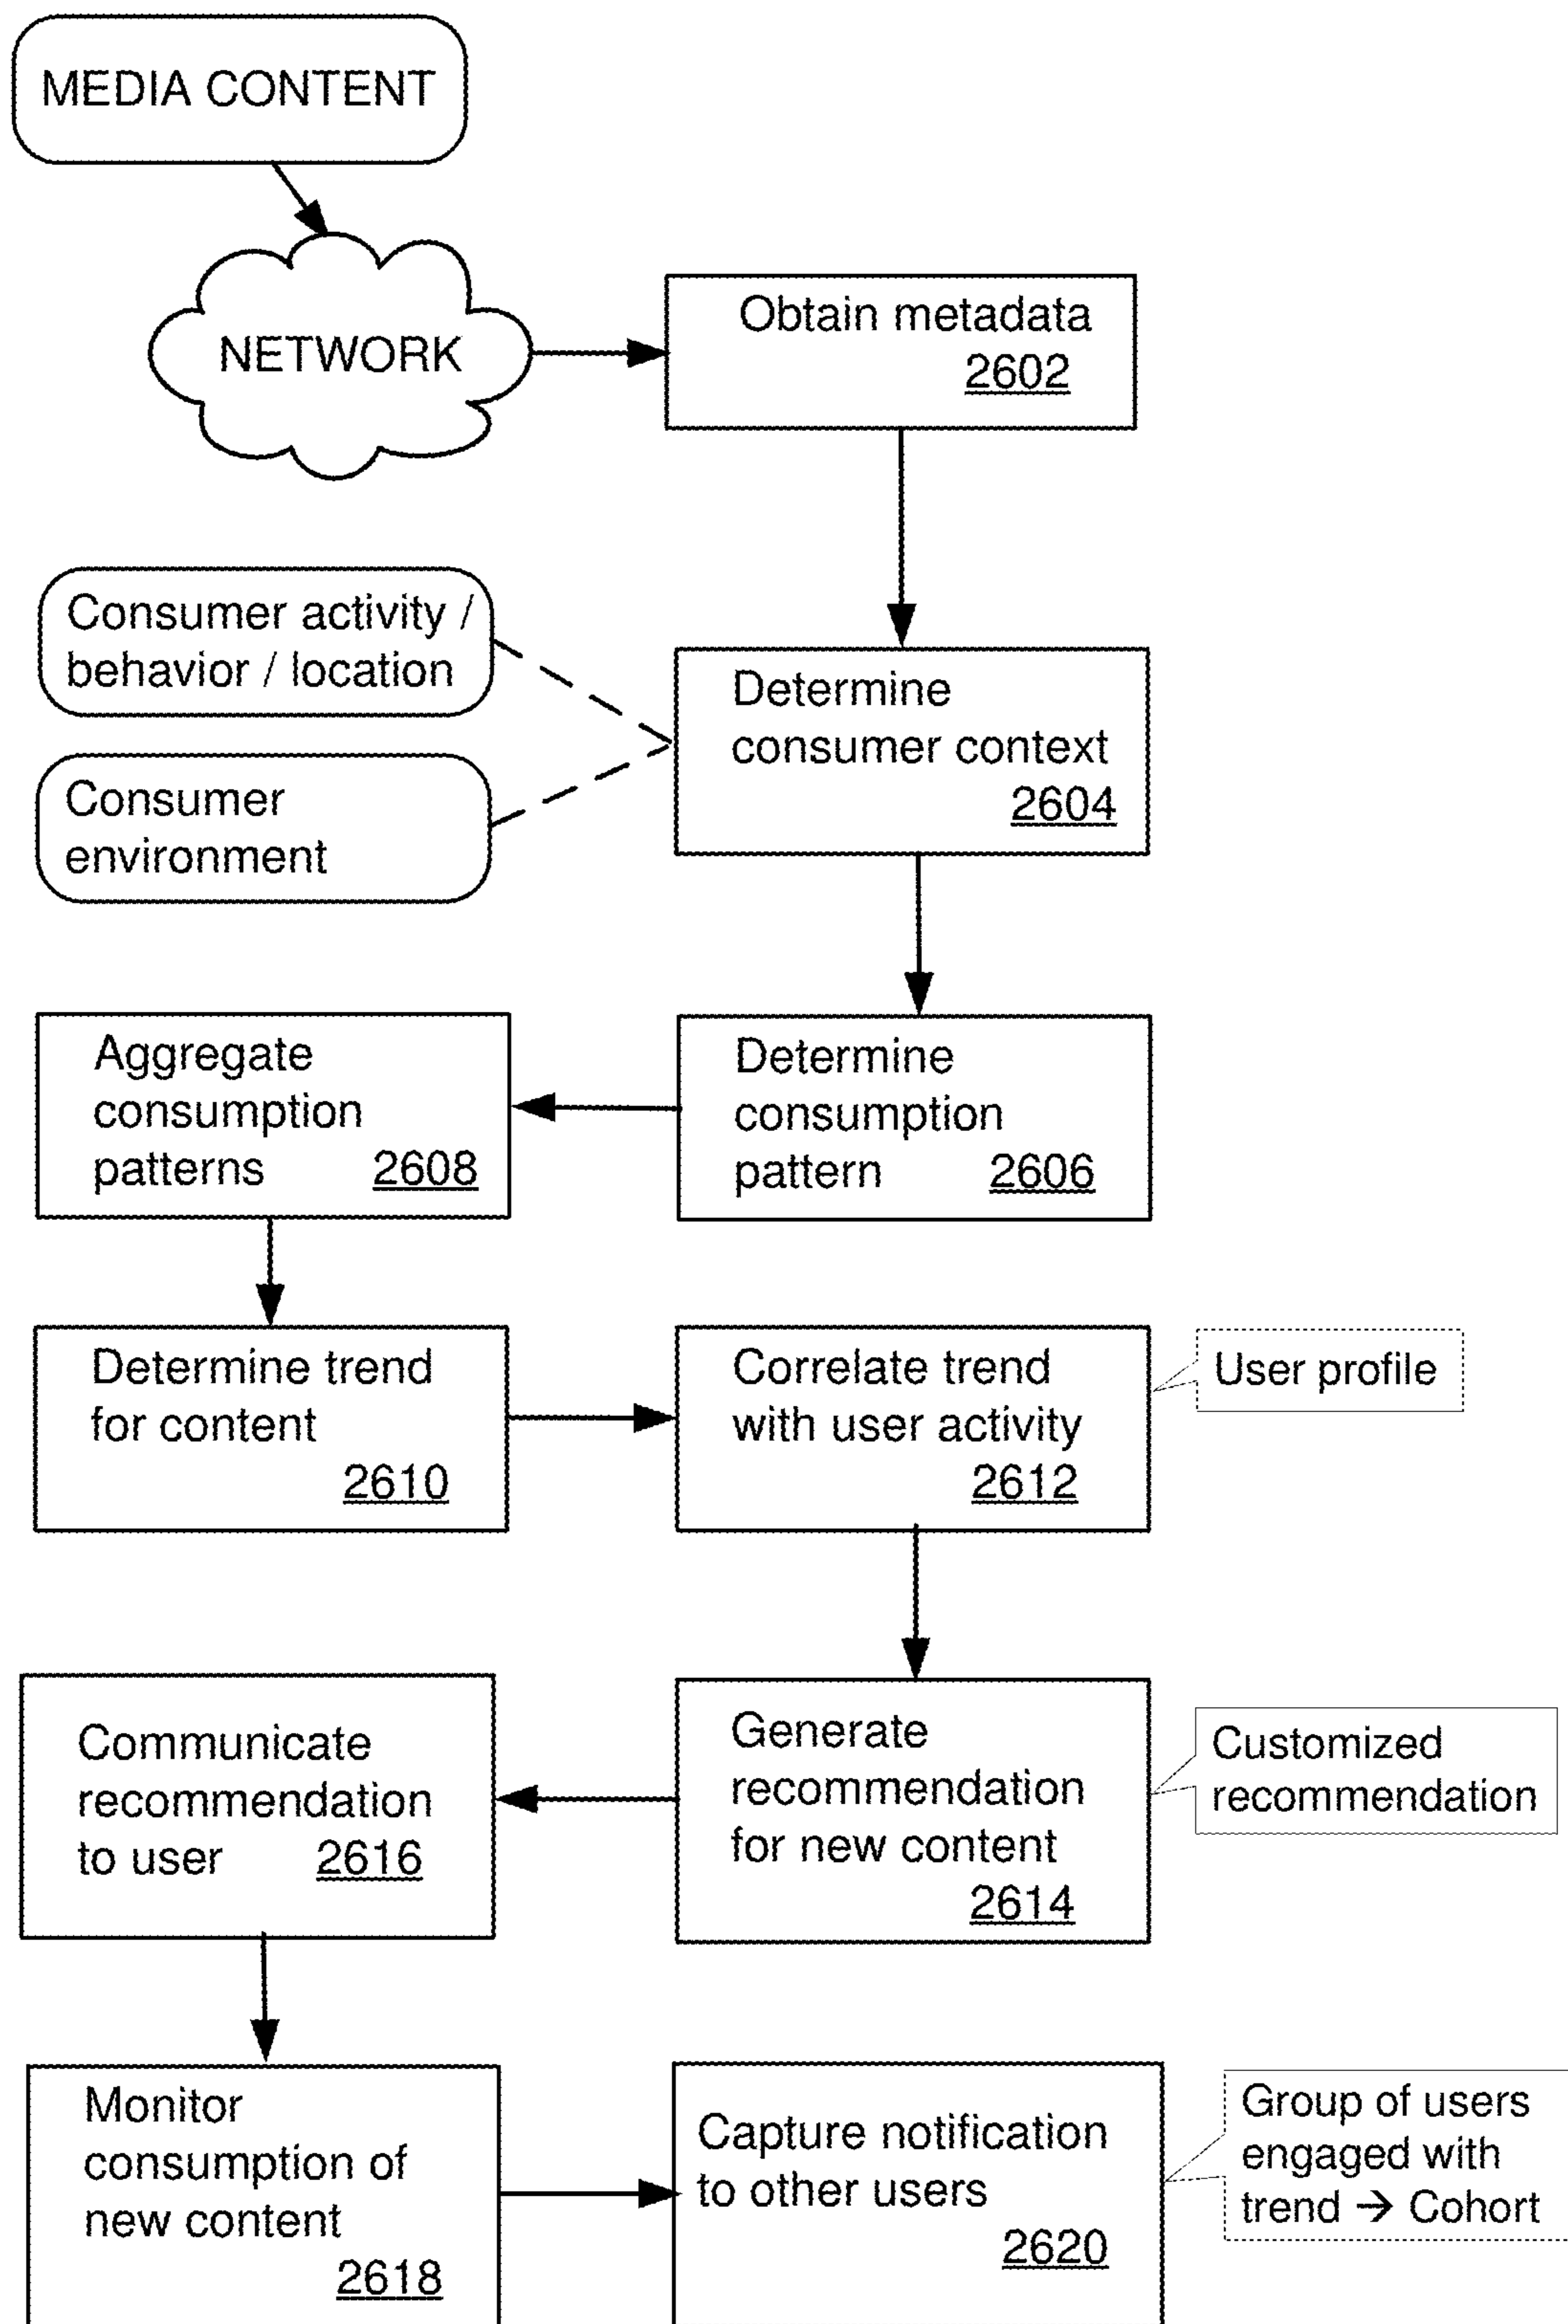 MEDIA CONTENT
NETWORK
Obtain metadata
2602
Consumer activity /
behavior / location
Consumer
environment
Determine
consumer context
2604
Determine
consumption
pattern 2606
Aggregate
consumption
patterns 2608
Determine trend
for content
2610
Correlate trend
with user activity
2612
User profile
Generate
recommendation
for new content
2614
Customized
recommendation
Communicate
recommendation
to user 2616
Monitor
consumption of
new content
2618
Capture notification
to other users
2620
Group of users
engaged with
trend → Cohort